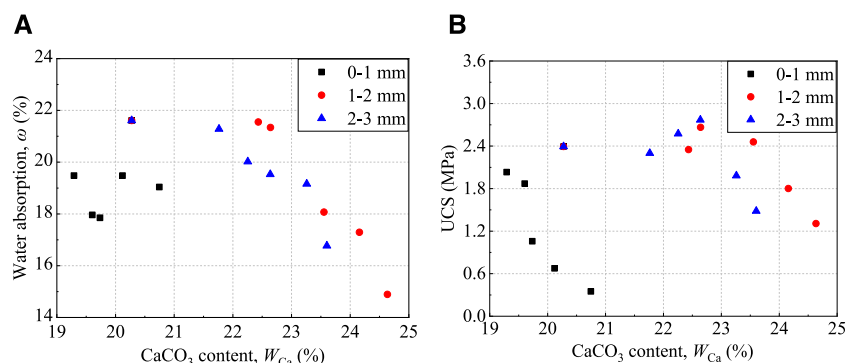 A
24
22
20
18
16
14
Water absorption, ω (%)
0-1 mm
1-2 mm
2-3 mm
19 20 21 22 23 24 25
CaCO₃ content, W_Ca (%)
B
3.6
3.0
2.4
1.8
1.2
0.6
0.0
UCS (MPa)
0-1 mm
1-2 mm
2-3 mm
19 20 21 22 23 24 25
CaCO₃ content, W_Ca (%)